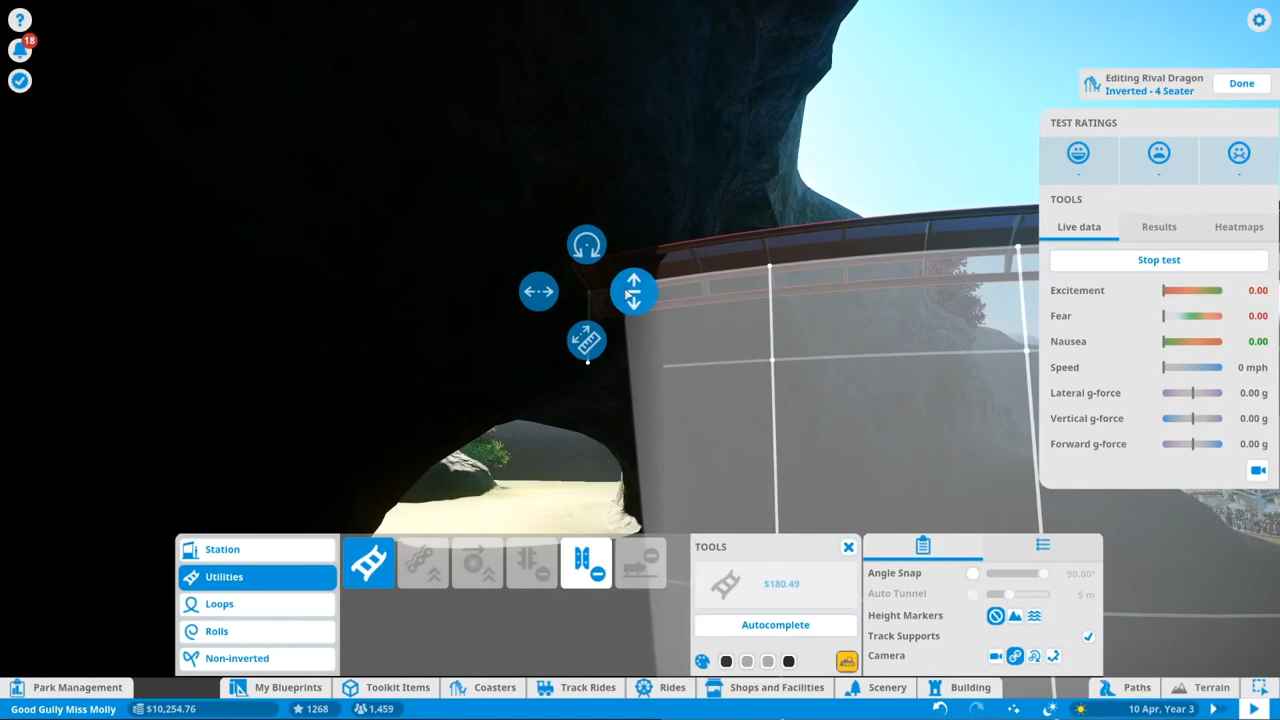 ?
18
Editing Rival Dragon
Inverted - 4 Seater
Done
TEST RATINGS
- - -
TOOLS
Live data Results Heatmaps
Stop test
Excitement 0.00
Fear 0.00
Nausea 0.00
Speed 0 mph
Lateral g-force 0.00 g
Vertical g-force 0.00 g
Forward g-force 0.00 g
Station
Utilities
Loops
Rolls
Non-inverted
TOOLS
$180.49
Autocomplete
Angle Snap 90.00°
Auto Tunnel 5 m
Height Markers
Track Supports
Camera
Park Management My Blueprints Toolkit Items Coasters Track Rides Rides Shops and Facilities Scenery Building Paths Terrain
Good Gully Miss Molly $10,254.76 1268 1,459 10 Apr, Year 3